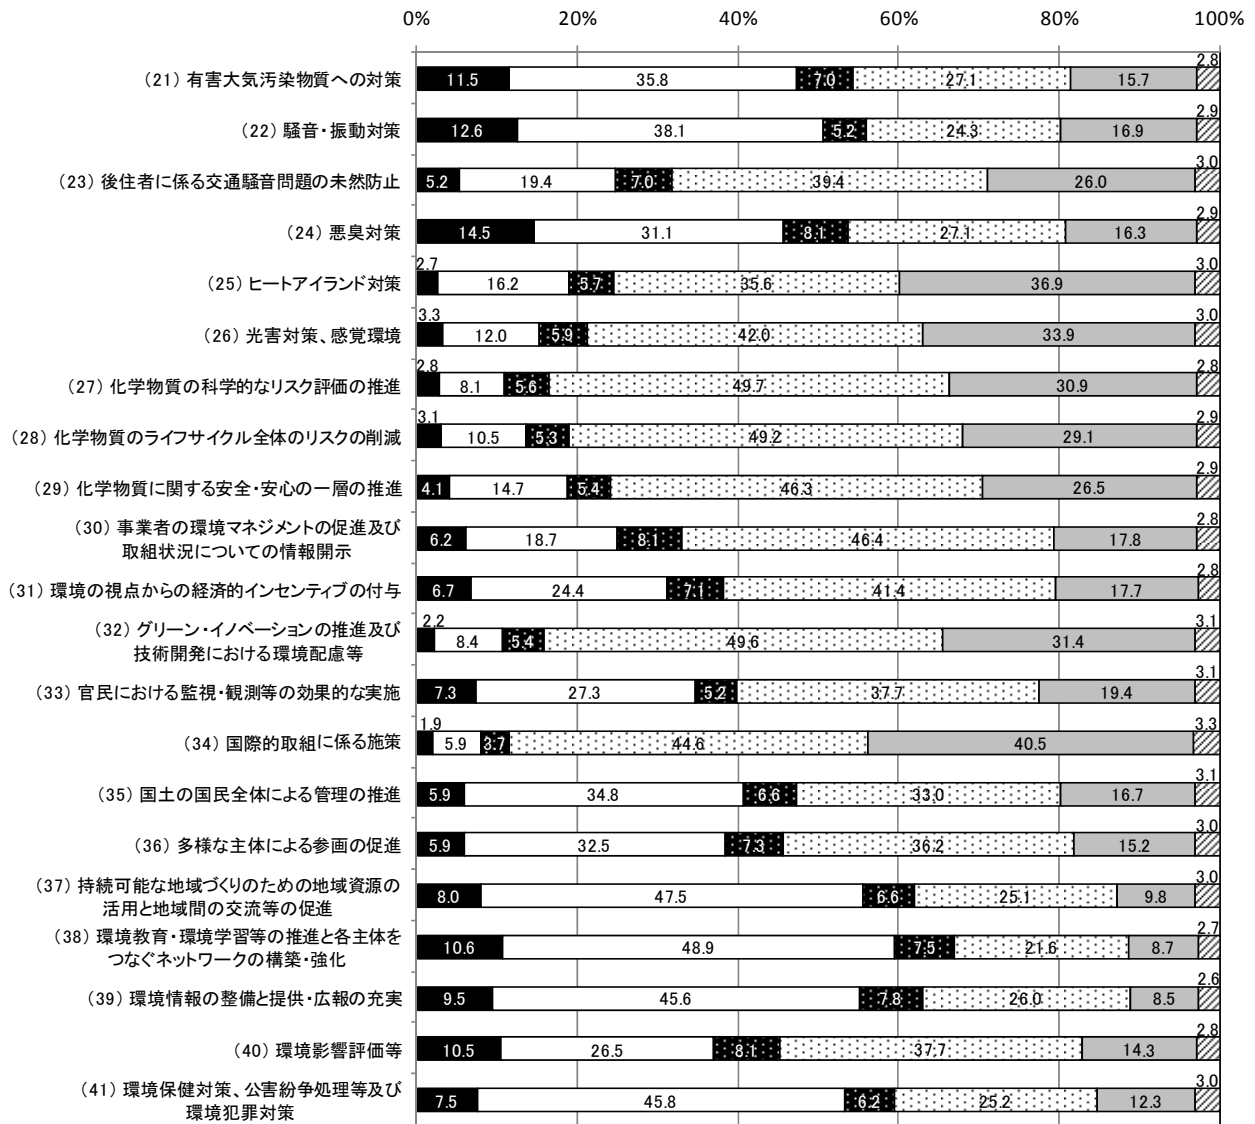 0% 20% 40% 60% 80% 100%
(21) 有害大気汚染物質への対策 11.5 35.8 7.0 27.1 15.7 2.8
(22) 騒音・振動対策 12.6 38.1 5.2 24.3 16.9 2.9
(23) 後住者に係る交通騒音問題の未然防止 5.2 19.4 7.0 39.4 26.0 3.0
(24) 悪臭対策 14.5 31.1 8.1 27.1 16.3 2.9
(25) ヒートアイランド対策 2.7 16.2 5.7 35.6 36.9 3.0
(26) 光害対策、感覚環境 3.3 12.0 5.9 42.0 33.9 3.0
(27) 化学物質の科学的なリスク評価の推進 2.8 8.1 5.6 49.7 30.9 2.8
(28) 化学物質のライフサイクル全体のリスクの削減 3.1 10.5 5.3 49.2 29.1 2.9
(29) 化学物質に関する安全・安心の一層の推進 4.1 14.7 5.4 46.3 26.5 2.9
(30) 事業者の環境マネジメントの促進及び
取組状況についての情報開示 6.2 18.7 8.1 46.4 17.8 2.8
(31) 環境の視点からの経済的インセンティブの付与 6.7 24.4 7.1 41.4 17.7 2.8
(32) グリーン・イノベーションの推進及び
技術開発における環境配慮等 2.2 8.4 5.4 49.6 31.4 3.1
(33) 官民における監視・観測等の効果的な実施 7.3 27.3 5.2 37.7 19.4 3.1
(34) 国際的取組に係る施策 1.9 5.9 3.7 44.6 40.5 3.3
(35) 国土の国民全体による管理の推進 5.9 34.8 6.6 33.0 16.7 3.1
(36) 多様な主体による参画の促進 5.9 32.5 7.3 36.2 15.2 3.0
(37) 持続可能な地域づくりのための地域資源の
活用と地域間の交流等の促進 8.0 47.5 6.6 25.1 9.8 3.0
(38) 環境教育・環境学習等の推進と各主体を
つなぐネットワークの構築・強化 10.6 48.9 7.5 21.6 8.7 2.7
(39) 環境情報の整備と提供・広報の充実 9.5 45.6 7.8 26.0 8.5 2.6
(40) 環境影響評価等 10.5 26.5 8.1 37.7 14.3 2.8
(41) 環境保健対策、公害紛争処理等及び
環境犯罪対策 7.5 45.8 6.2 25.2 12.3 3.0